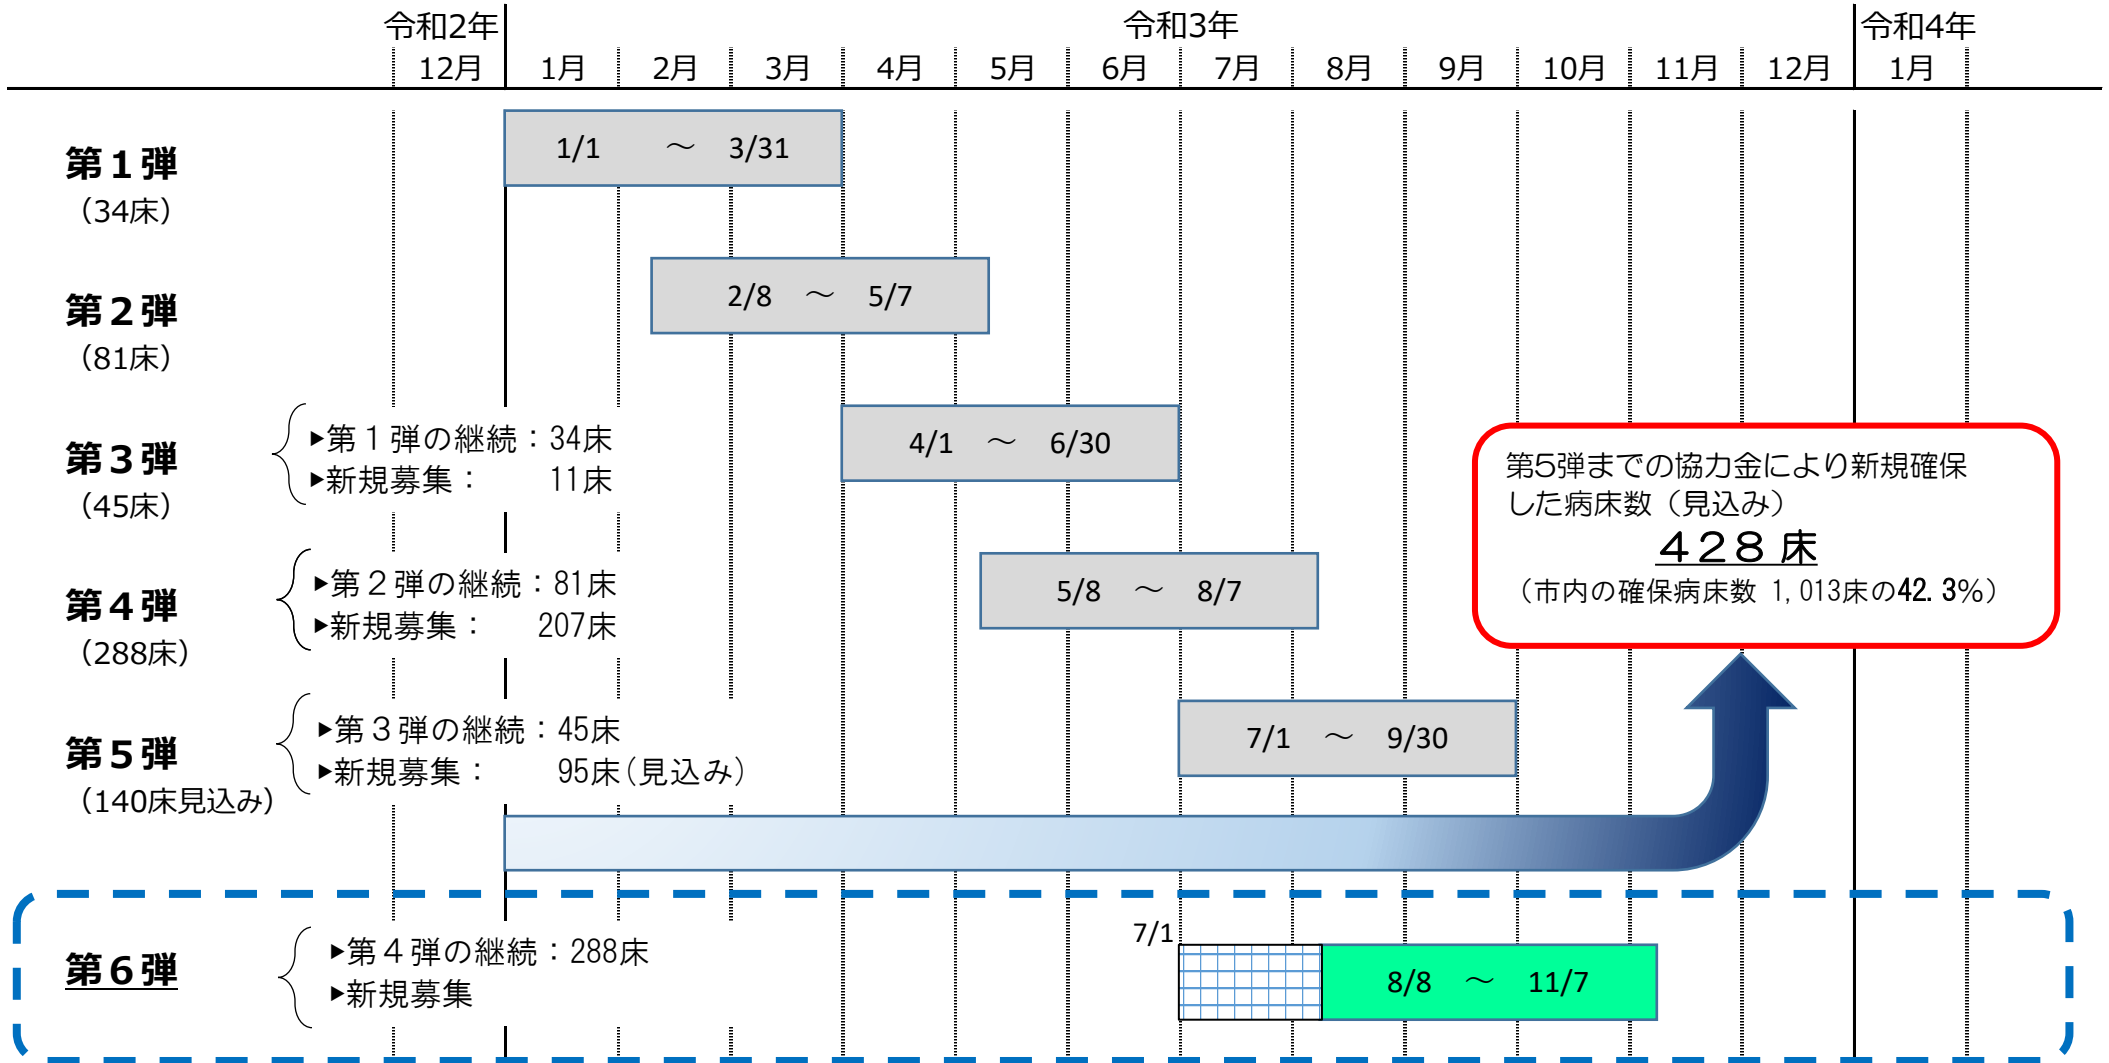 令和2年 令和3年 令和4年
12月 1月 2月 3月 4月 5月 6月 7月 8月 9月 10月 11月 12月 1月
第1弾
（34床）
1/1 ～ 3/31
第2弾
（81床）
2/8 ～ 5/7
第3弾
（45床）
▶第１弾の継続：34床
▶新規募集： 11床
4/1 ～ 6/30
第5弾までの協力金により新規確保
した病床数（見込み）
４２８床
（市内の確保病床数 1,013床の42.3%）
第4弾
（288床）
▶第２弾の継続：81床
▶新規募集： 207床
5/8 ～ 8/7
第5弾
（140床見込み）
▶第３弾の継続：45床
▶新規募集： 95床（見込み）
7/1 ～ 9/30
第6弾
▶第４弾の継続：288床
▶新規募集
7/1
8/8 ～ 11/7